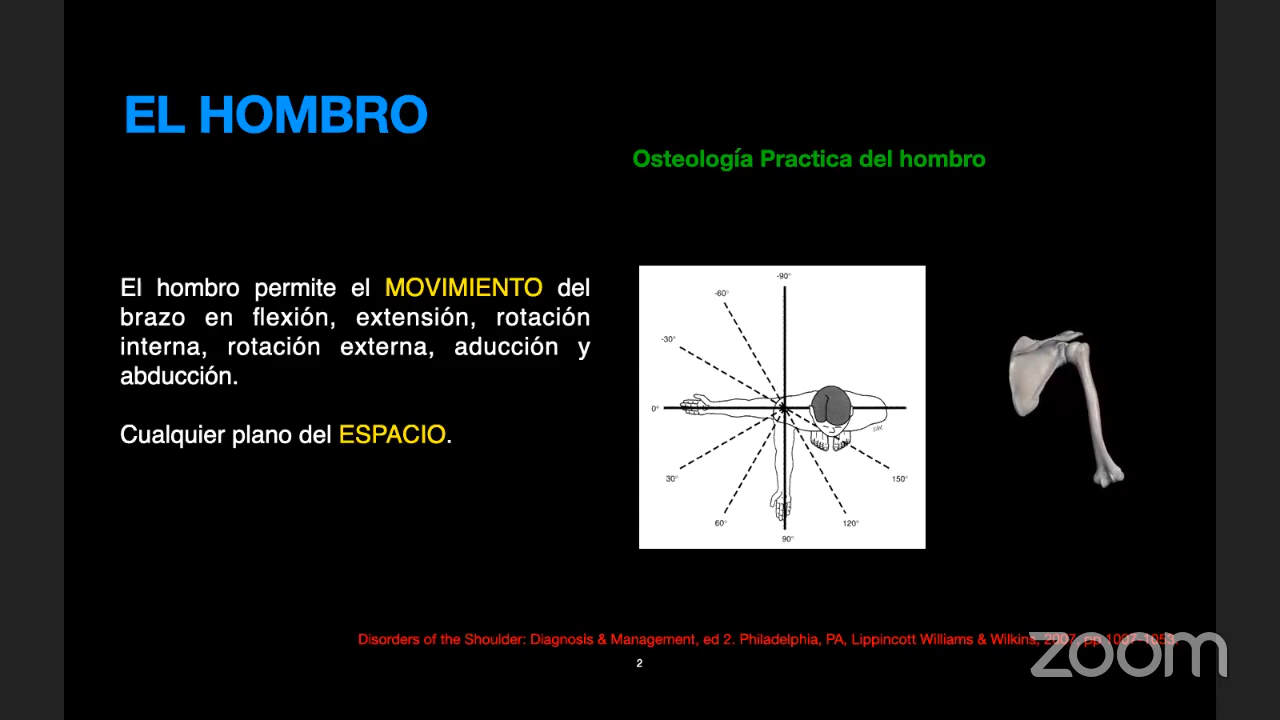 EL HOMBRO
Osteología Practica del hombro
El hombro permite el MOVIMIENTO del
brazo en flexión, extensión, rotación
interna, rotación externa, aducción y
abducción.
Cualquier plano del ESPACIO.
-90°
-60°
-30°
0°
30°
60°
90°
120°
150°
Disorders of the Shoulder: Diagnosis & Management, ed 2. Philadelphia, PA, Lippincott Williams & Wilkins, 2007, pp
2
zoom